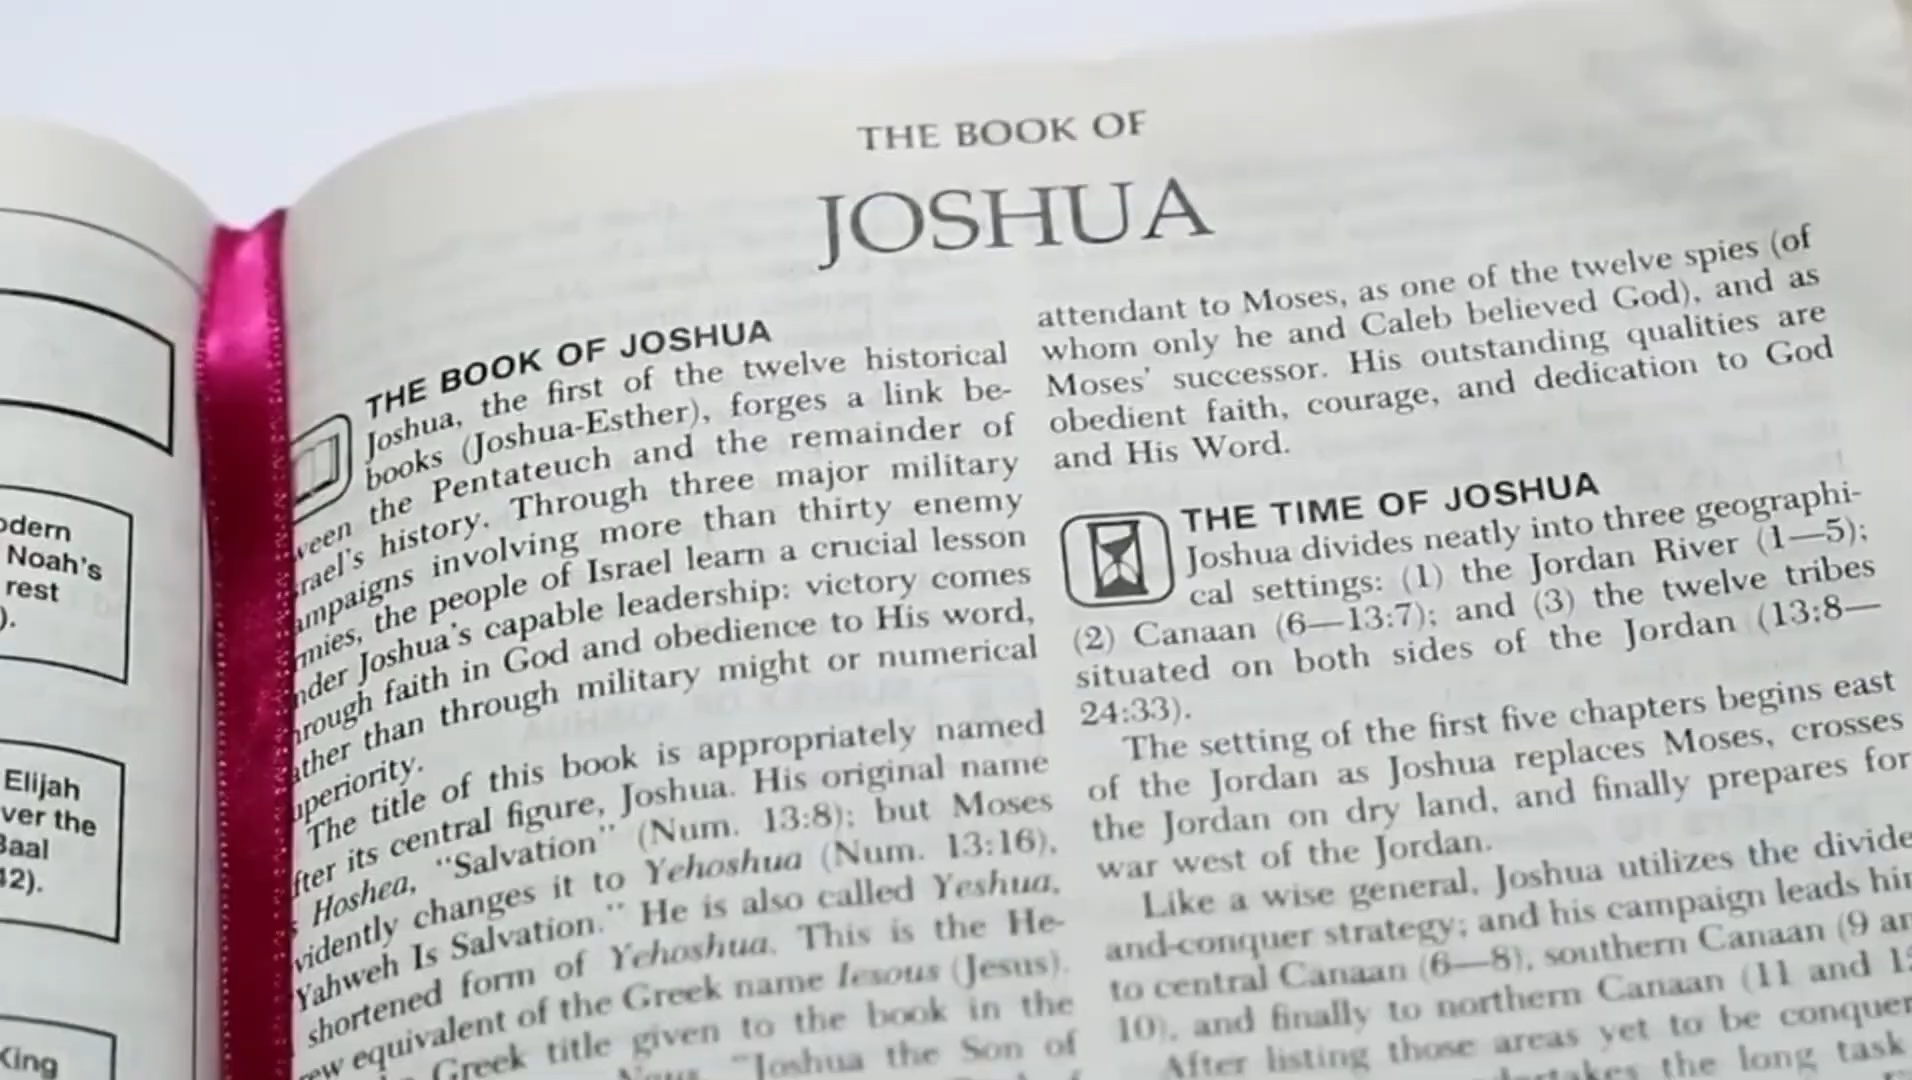 odern
Noah's
rest
).
Elijah
ver the
Baal
42).
King
THE BOOK OF
JOSHUA
THE BOOK OF JOSHUA
Joshua, the first of the twelve historical
books (Joshua-Esther), forges a link be-
ween the Pentateuch and the remainder of
rael's history. Through three major military
ampaigns involving more than thirty enemy
mies, the people of Israel learn a crucial lesson
nder Joshua's capable leadership: victory comes
hrough faith in God and obedience to His word,
ather than through military might or numerical
uperiority.
The title of this book is appropriately named
fter its central figure, Joshua. His original name
s Hoshea, "Salvation" (Num. 13:8); but Moses
vidently changes it to Yehoshua (Num. 13:16),
Yahweh Is Salvation." He is also called Yeshua,
shortened form of Yehoshua. This is the He-
rew equivalent of the Greek name Iesous (Jesus).
Greek title given to the book in the
"Joshua the Son of
attendant to Moses, as one of the twelve spies (of
whom only he and Caleb believed God), and as
Moses' successor. His outstanding qualities are
obedient faith, courage, and dedication to God
and His Word.
THE TIME OF JOSHUA
Joshua divides neatly into three geographi-
cal settings: (1) the Jordan River (1—5);
(2) Canaan (6—13:7); and (3) the twelve tribes
situated on both sides of the Jordan (13:8—
24:33).
The setting of the first five chapters begins east
of the Jordan as Joshua replaces Moses, crosses
the Jordan on dry land, and finally prepares for
war west of the Jordan.
Like a wise general, Joshua utilizes the divide
and-conquer strategy; and his campaign leads him
to central Canaan (6—8), southern Canaan (9 an
10), and finally to northern Canaan (11 and 12
After listing those areas yet to be conquer
the long task